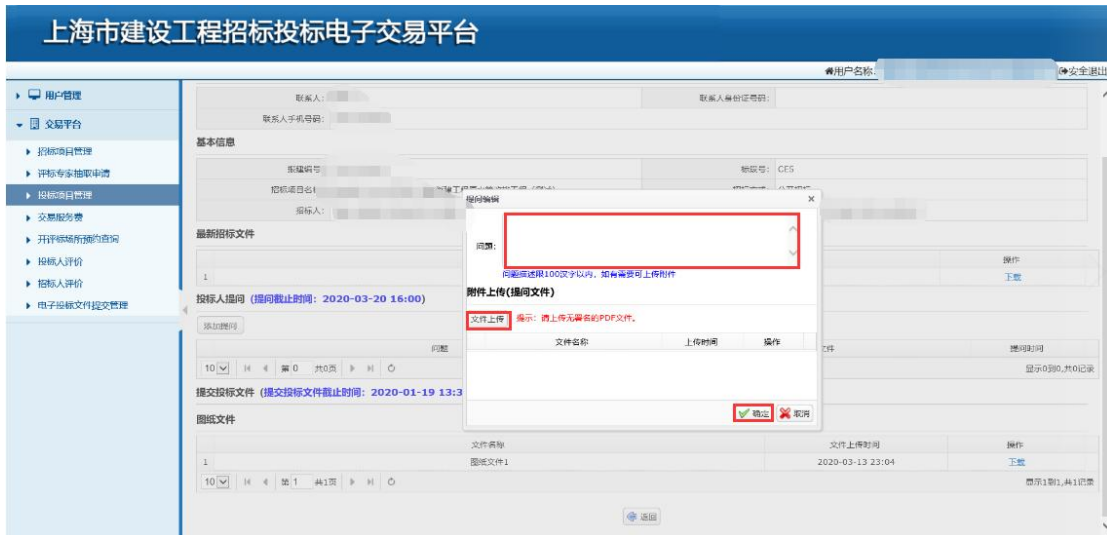 上海市建设工程招标投标电子交易平台
用户名称: 安全退出
用户管理
交易平台
招标项目管理
评标专家抽取申请
投标项目管理
交易服务费
开评标场所预约查询
投标人评价
招标人评价
电子投标文件提交管理
联系人: 联系人身份证号码:
联系人手机号码:
基本信息
报建编号 标段号: CES
招标项目名
招标人:
最新招标文件
操作
1 下载
投标人提问 (提问截止时间: 2020-03-20 16:00)
添加提问
问题 提问时间
10 第 0 共0页 显示0到0,共0记录
提交投标文件 (提交投标文件截止时间: 2020-01-19 13:3
图纸文件
文件名称 文件上传时间 操作
1 图纸文件1 2020-03-13 23:04 下载
10 第 1 共1页 显示1到1,共1记录
返回
提问编辑
问题:
问题描述限100汉字以内, 如有需要可上传附件
附件上传(提问文件)
文件上传 提示: 请上传无署名的PDF文件。
文件名称 上传时间 操作
确定 取消